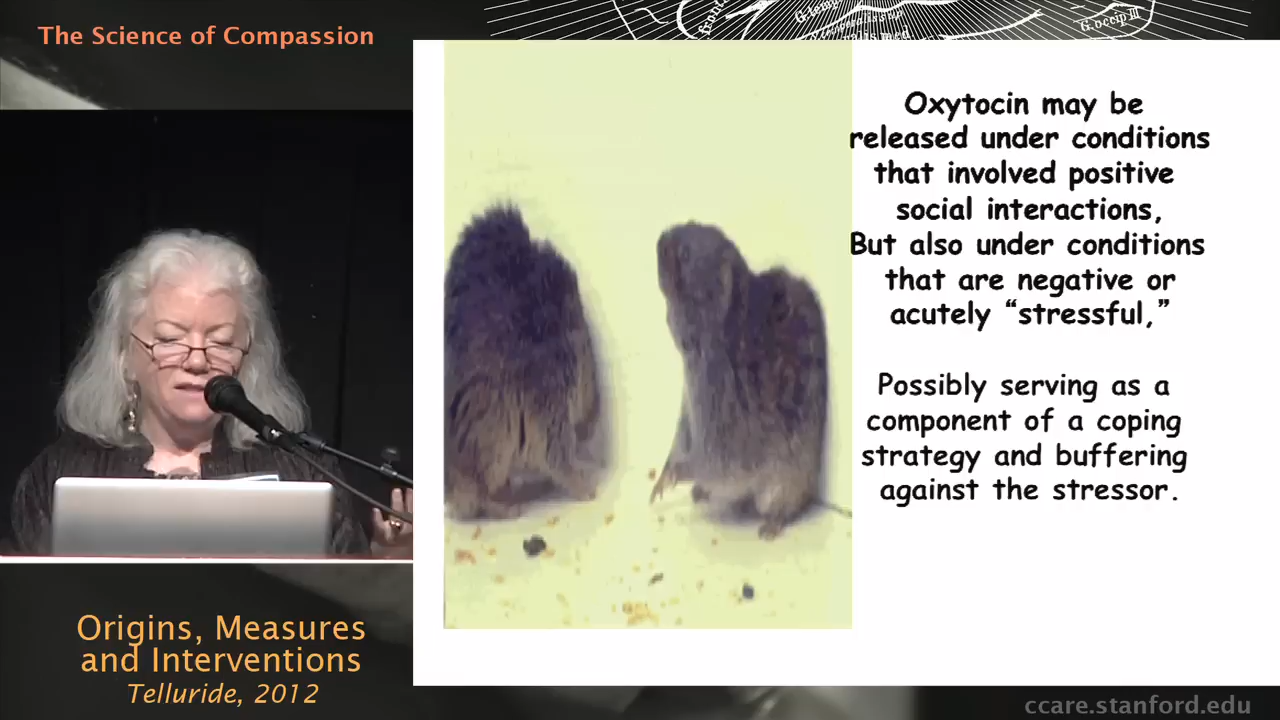 The Science of Compassion
G.occip III
Oxytocin may be
released under conditions
that involved positive
social interactions,
But also under conditions
that are negative or
acutely “stressful,”
Possibly serving as a
component of a coping
strategy and buffering
against the stressor.
Origins, Measures
and Interventions
Telluride, 2012
ccare.stanford.edu